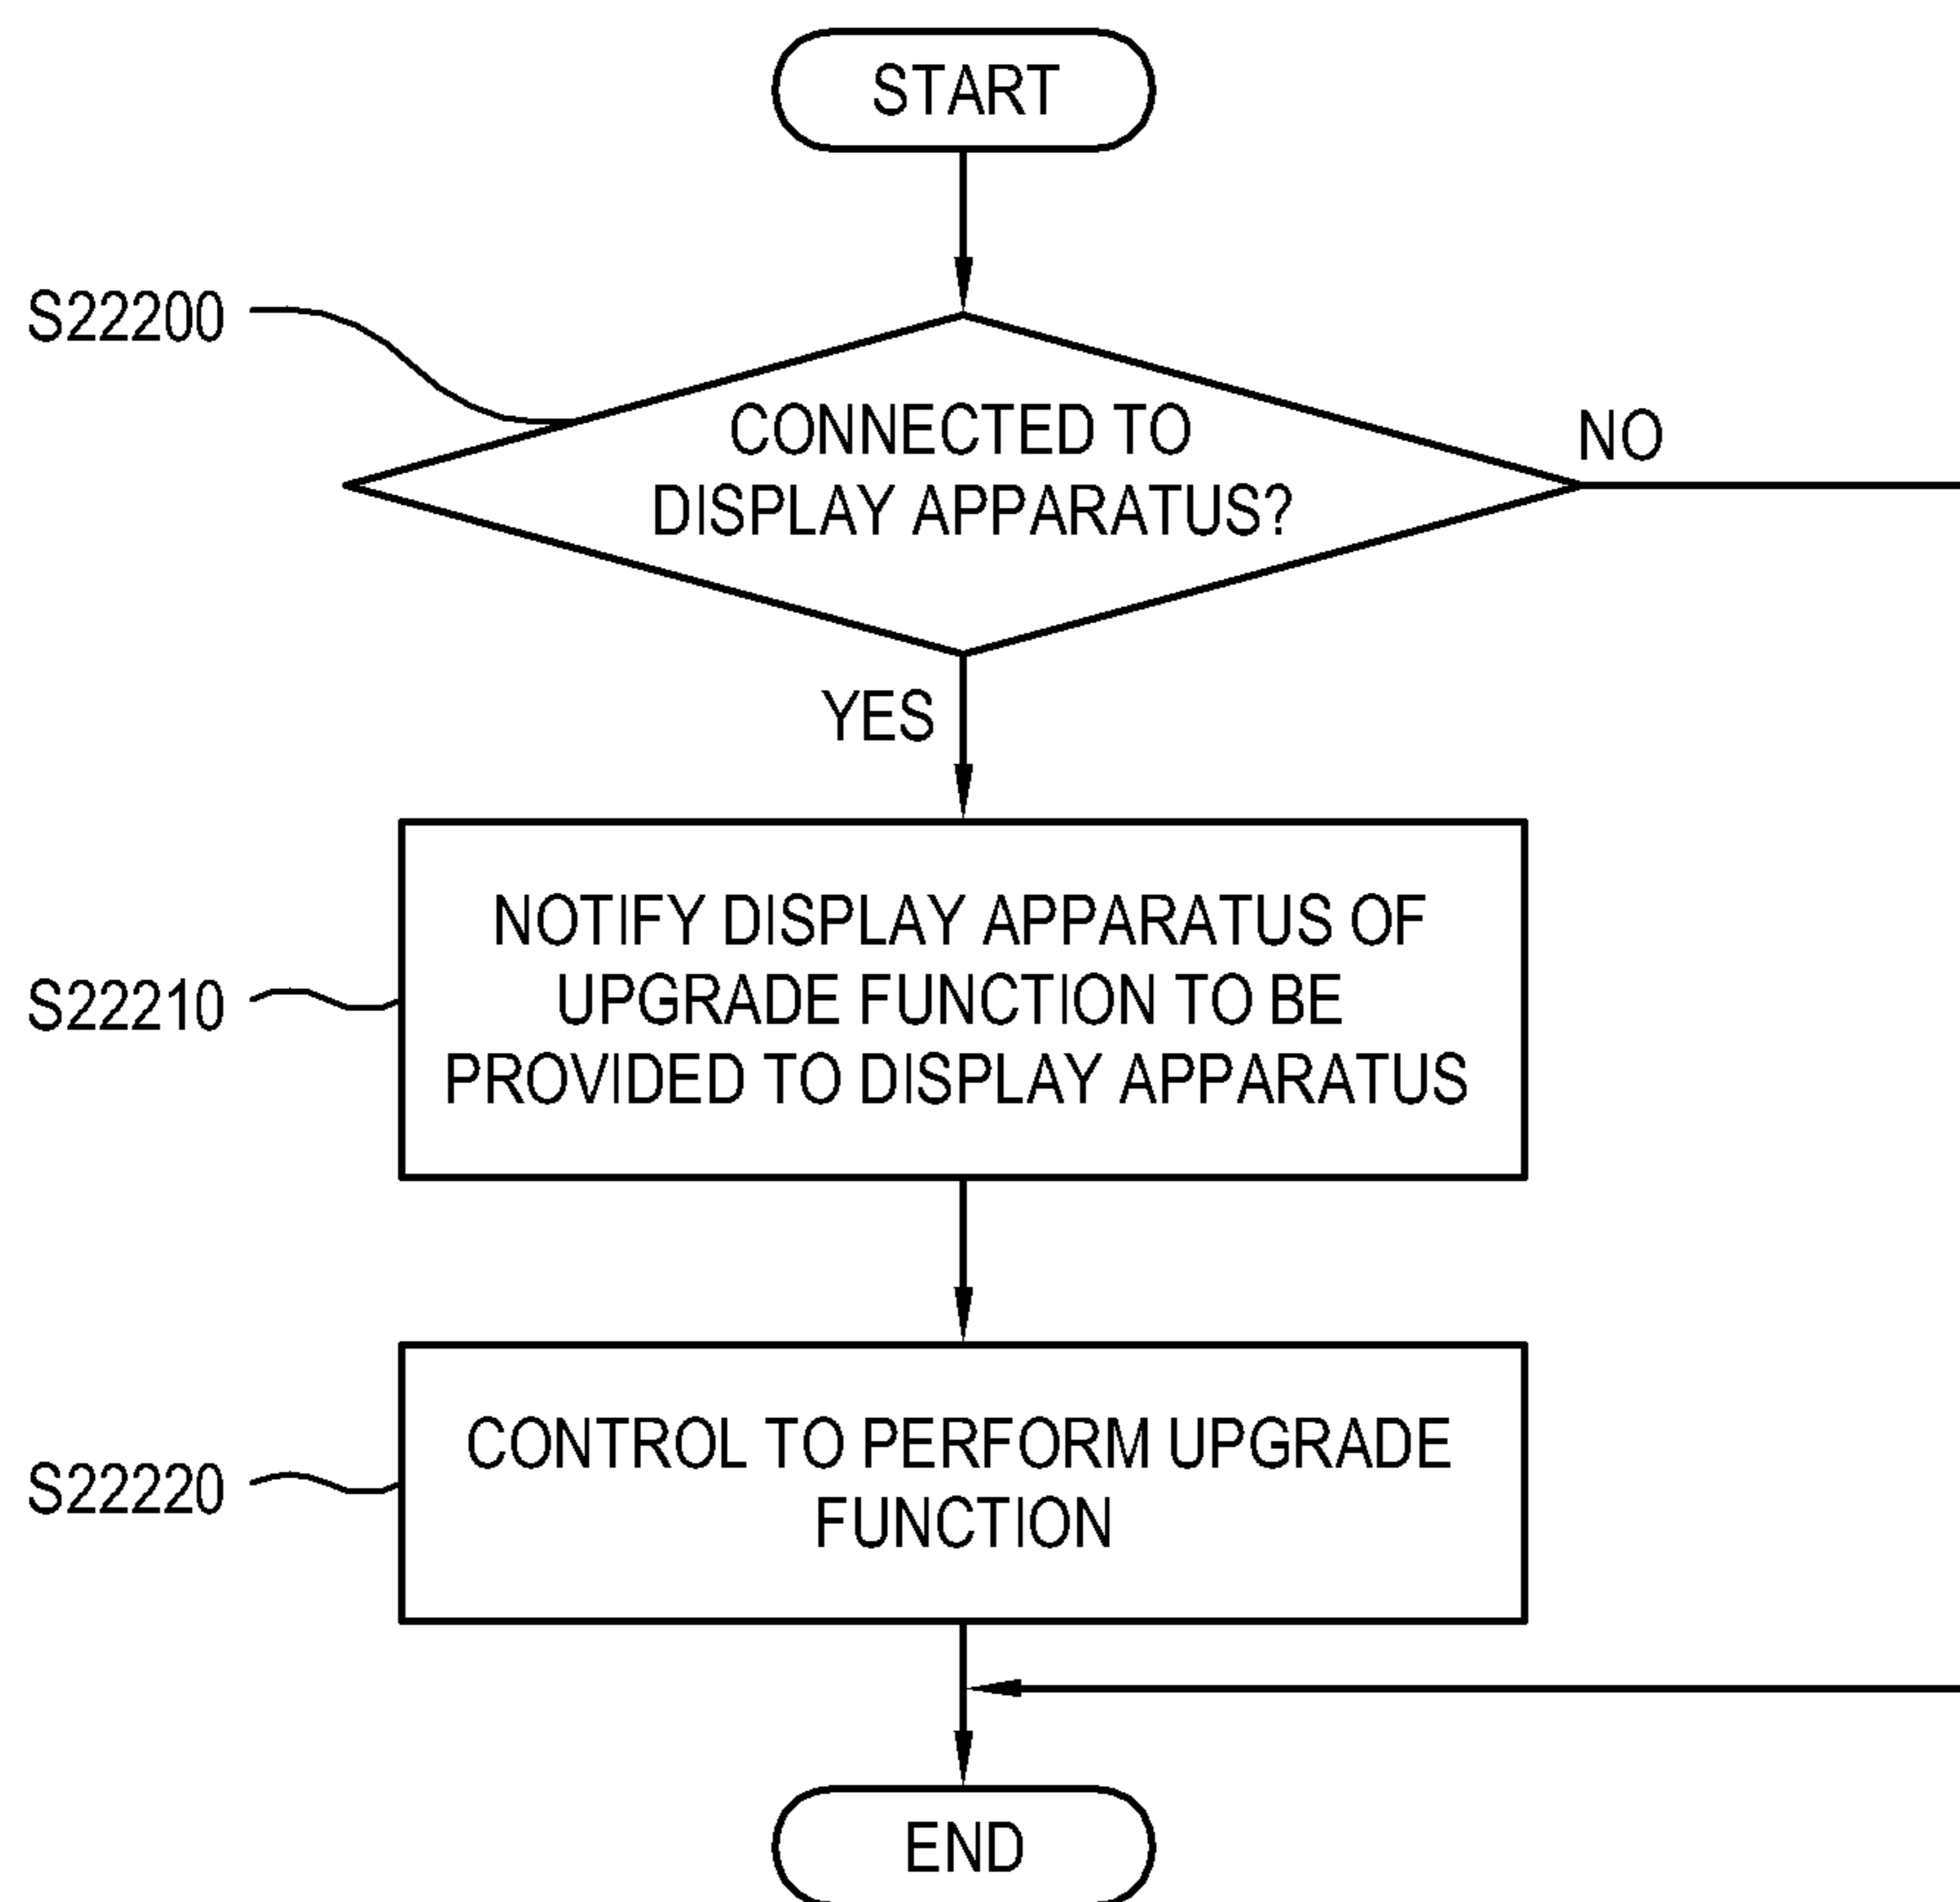 START
S22200
CONNECTED TO
DISPLAY APPARATUS?
NO
YES
NOTIFY DISPLAY APPARATUS OF
UPGRADE FUNCTION TO BE
PROVIDED TO DISPLAY APPARATUS
S22210
CONTROL TO PERFORM UPGRADE
FUNCTION
S22220
END